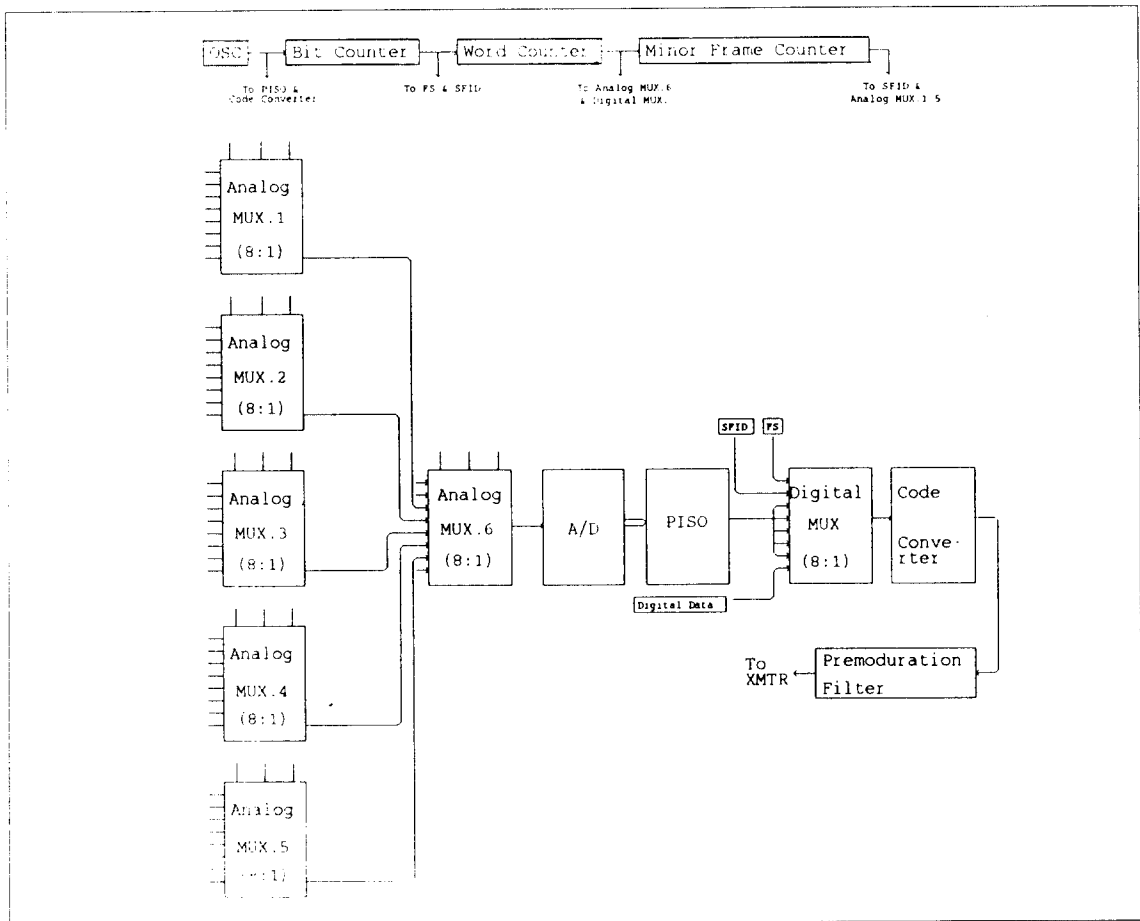 OSC
Bit Counter
Word Counter
Minor Frame Counter
To PISO &
Code Converter
To FS & SFID
To Analog MUX.6
& Digital MUX.
To SFID &
Analog MUX.1 5
Analog
MUX.1
(8:1)
Analog
MUX.2
(8:1)
Analog
MUX.3
(8:1)
Analog
MUX.4
(8:1)
Analog
MUX.5
(8:1)
Analog
MUX.6
(8:1)
A/D
PISO
SFID
FS
Digital
MUX
(8:1)
Code
Conve-
rter
Digital Data
To
XMTR
Premoduration
Filter